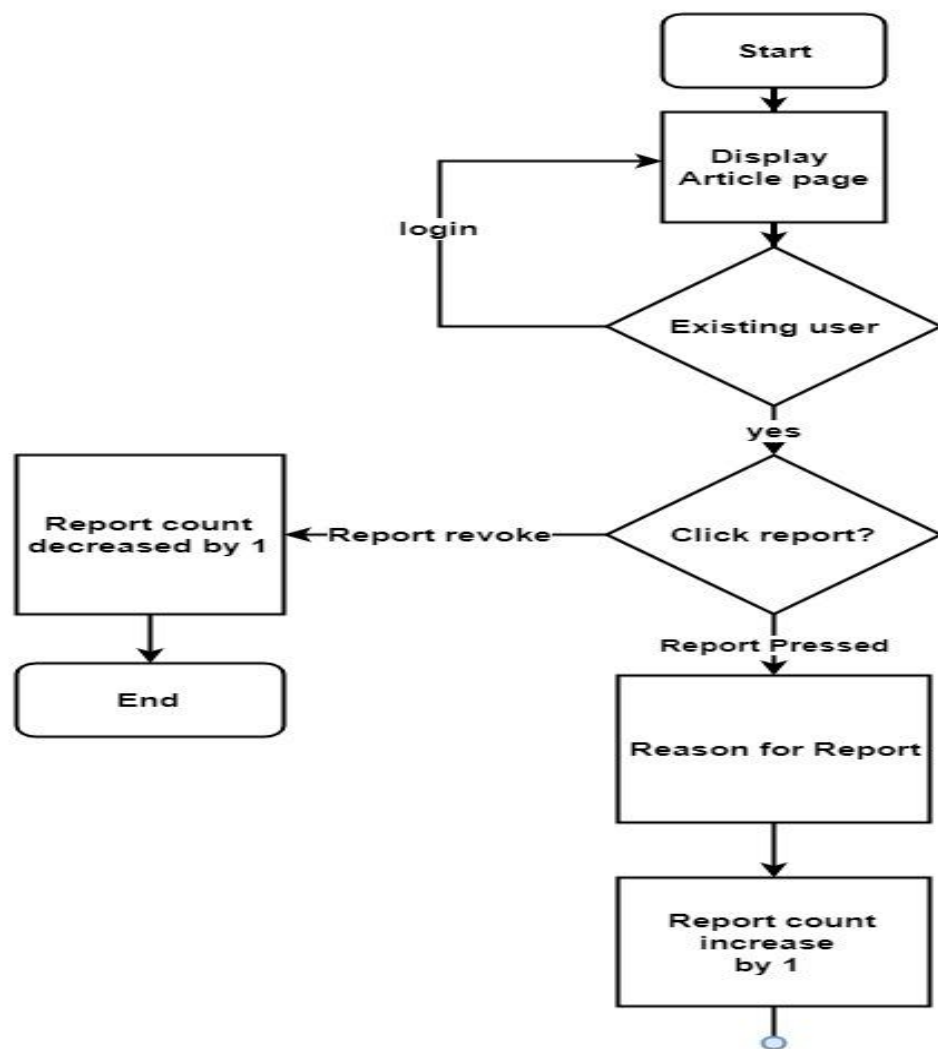 Start
Display
Article page
login
Existing user
yes
Report count
decreased by 1
Report revoke
Click report?
Report Pressed
End
Reason for Report
Report count
increase
by 1